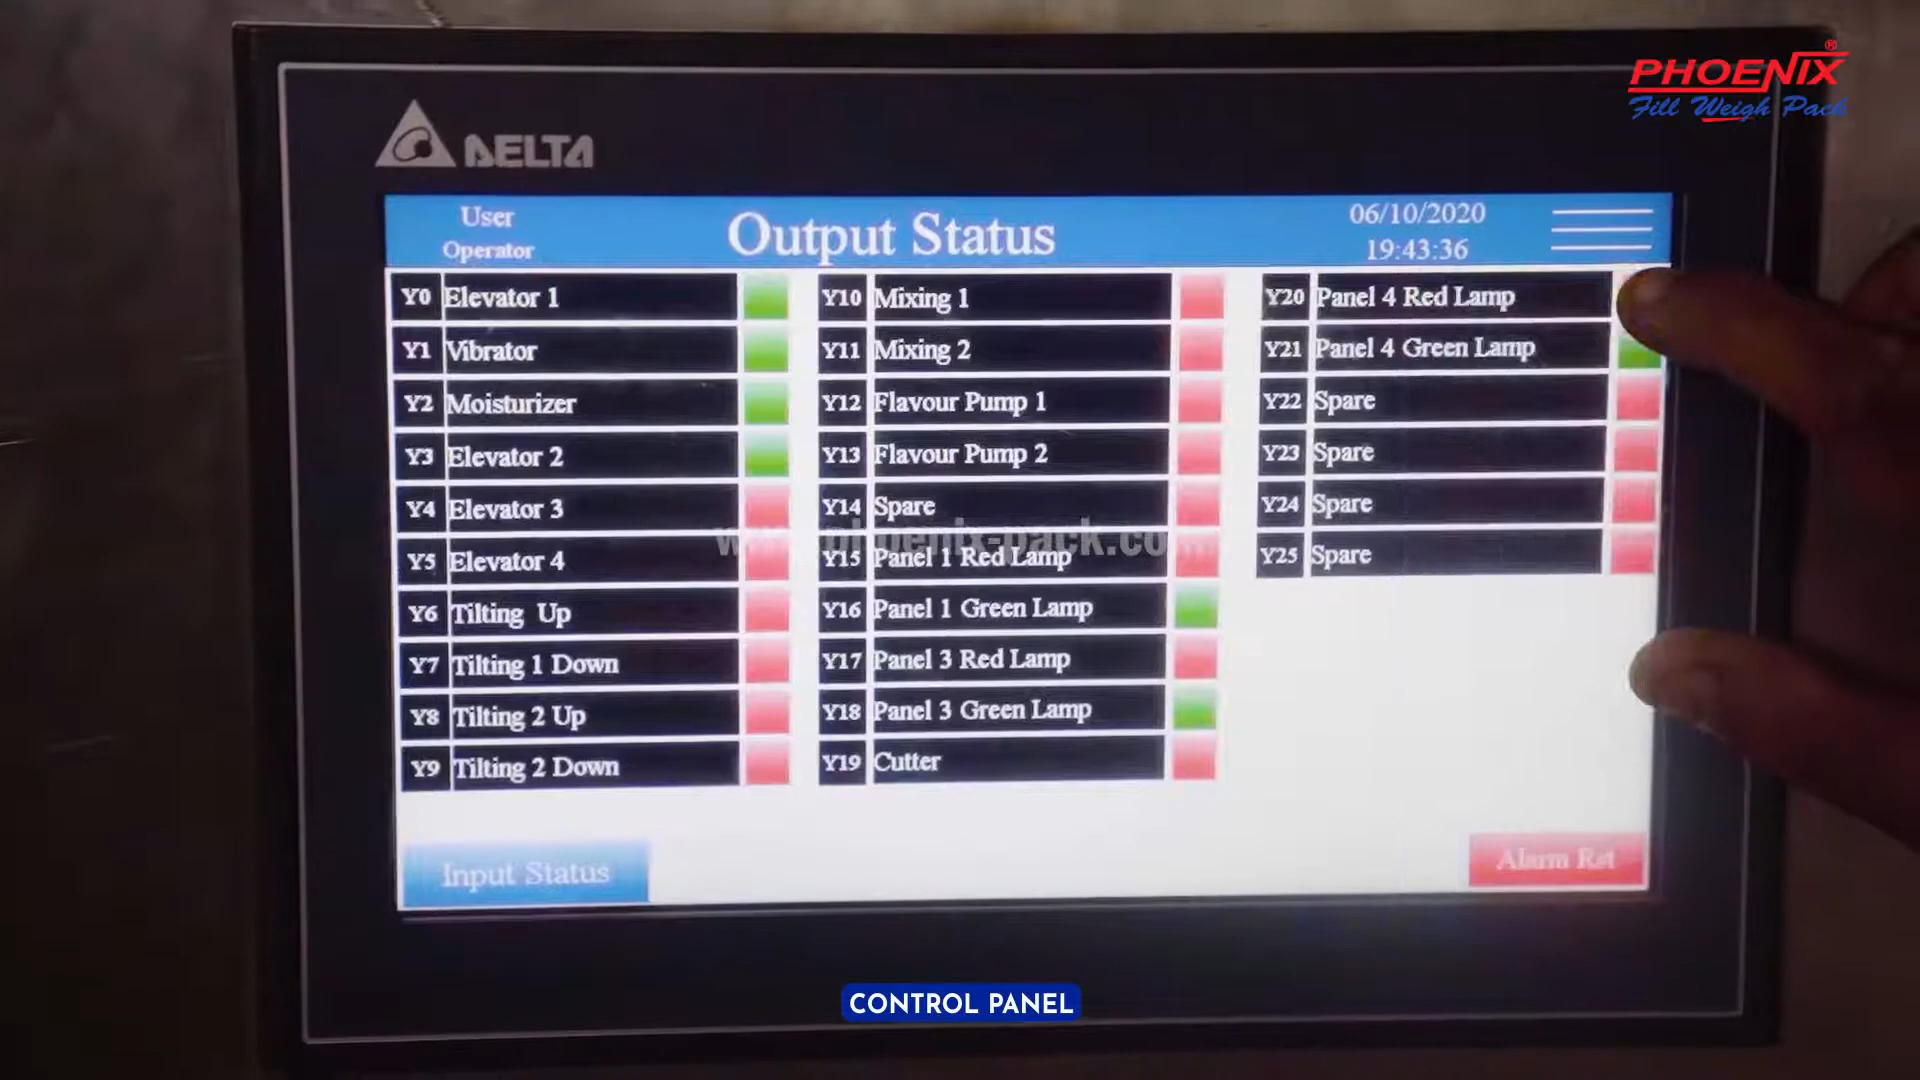 PHOENIX®
Fill Weigh Pack
DELTA
User
Operator
Output Status
06/10/2020
19:43:36
Y0 Elevator 1
Y1 Vibrator
Y2 Moisturizer
Y3 Elevator 2
Y4 Elevator 3
Y5 Elevator 4
Y6 Tilting Up
Y7 Tilting 1 Down
Y8 Tilting 2 Up
Y9 Tilting 2 Down
Y10 Mixing 1
Y11 Mixing 2
Y12 Flavour Pump 1
Y13 Flavour Pump 2
Y14 Spare
Y15 Panel 1 Red Lamp
Y16 Panel 1 Green Lamp
Y17 Panel 3 Red Lamp
Y18 Panel 3 Green Lamp
Y19 Cutter
Y20 Panel 4 Red Lamp
Y21 Panel 4 Green Lamp
Y22 Spare
Y23 Spare
Y24 Spare
Y25 Spare
www.phoenix-pack.com
Input Status
Alarm Rst
CONTROL PANEL